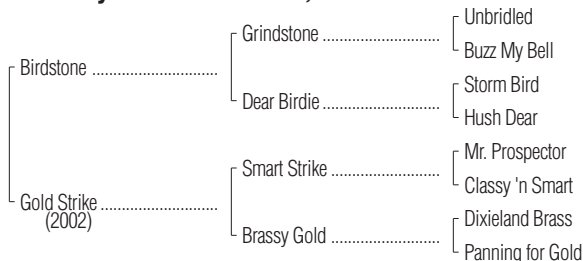 Unbridled
Grindstone
Buzz My Bell
Birdstone
Storm Bird
Dear Birdie
Hush Dear
Mr. Prospector
Smart Strike
Classy 'n Smart
Gold Strike
(2002)
Dixieland Brass
Brassy Gold
Panning for Gold